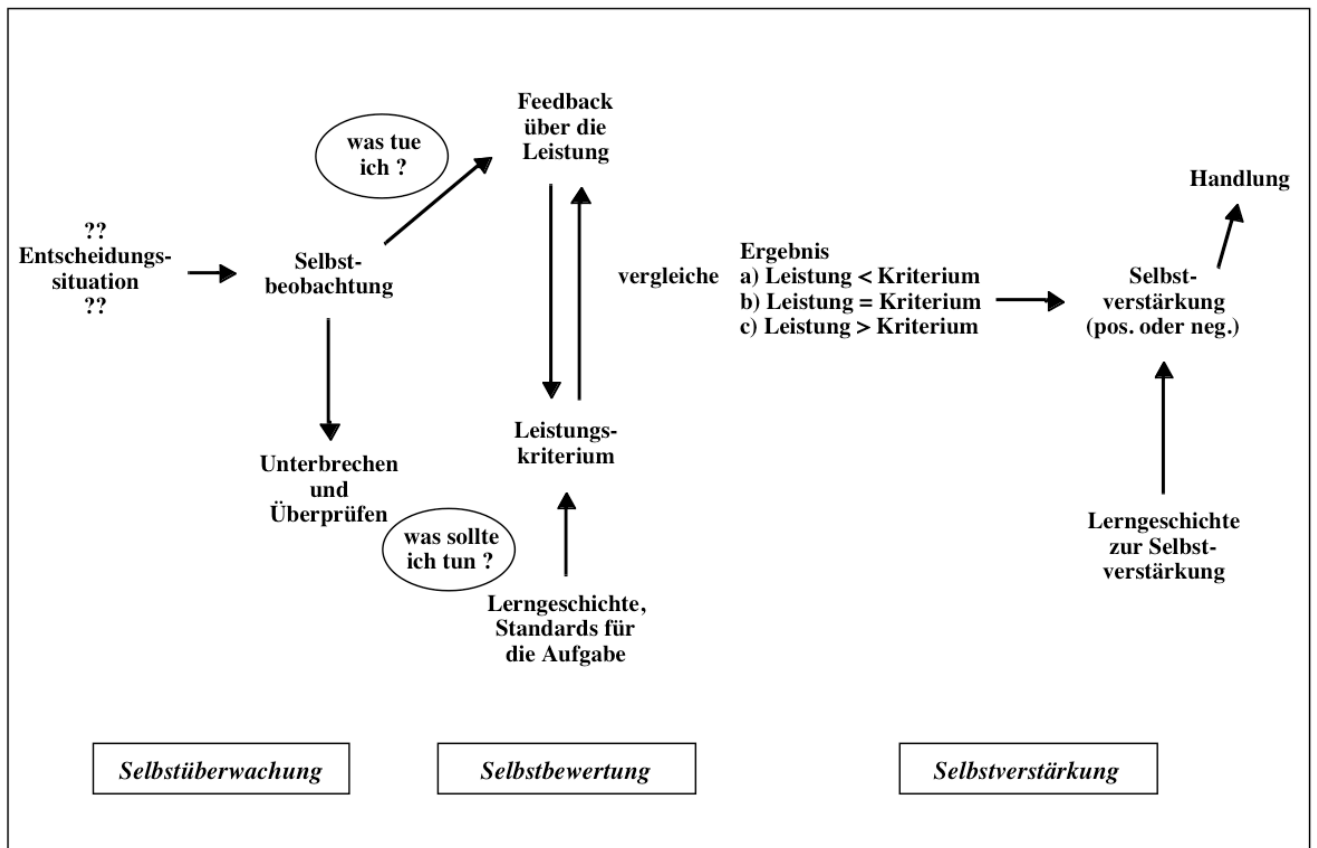 ??
Entscheidungs-
situation
??
Selbst-
beobachtung
was tue
ich ?
Unterbrechen
und
Überprüfen
Feedback
über die
Leistung
Leistungs-
kriterium
was sollte
ich tun ?
Lerngeschichte,
Standards für
die Aufgabe
vergleiche
Ergebnis
a) Leistung < Kriterium
b) Leistung = Kriterium
c) Leistung > Kriterium
Handlung
Selbst-
verstärkung
(pos. oder neg.)
Lerngeschichte
zur Selbst-
verstärkung
Selbstüberwachung
Selbstbewertung
Selbstverstärkung